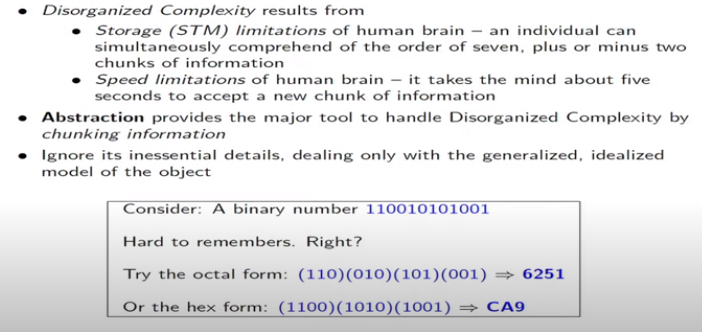 • Disorganized Complexity results from
• Storage (STM) limitations of human brain – an individual can
simultaneously comprehend of the order of seven, plus or minus two
chunks of information
• Speed limitations of human brain – it takes the mind about five
seconds to accept a new chunk of information
• Abstraction provides the major tool to handle Disorganized Complexity by
chunking information
• Ignore its inessential details, dealing only with the generalized, idealized
model of the object
Consider: A binary number 110010101001
Hard to remembers. Right?
Try the octal form: (110)(010)(101)(001) ⇒ 6251
Or the hex form: (1100)(1010)(1001) ⇒ CA9